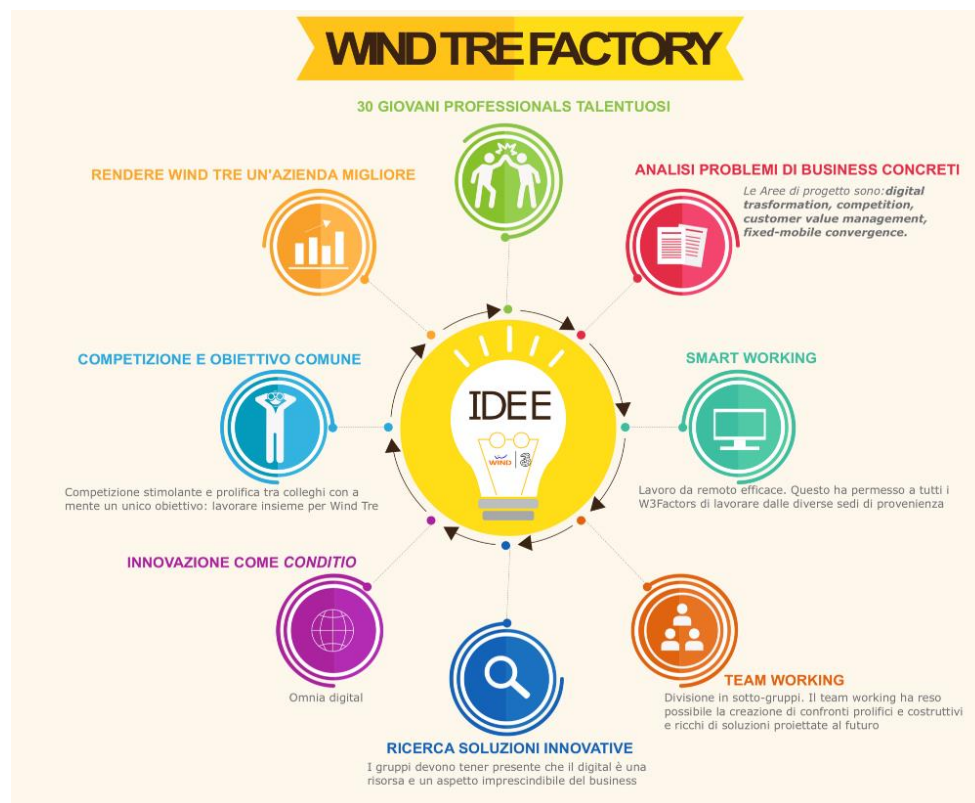 WIND TRE FACTORY
30 GIOVANI PROFESSIONALS TALENTUOSI
ANALISI PROBLEMI DI BUSINESS CONCRETI
Le Aree di progetto sono:digital
trasformation, competition,
customer value management,
fixed-mobile convergence.
SMART WORKING
Lavoro da remoto efficace. Questo ha permesso a tutti i
W3Factors di lavorare dalle diverse sedi di provenienza
TEAM WORKING
Divisione in sotto-gruppi. Il team working ha reso
possibile la creazione di confronti prolifici e costruttivi
e ricchi di soluzioni proiettate al futuro
RICERCA SOLUZIONI INNOVATIVE
I gruppi devono tener presente che il digital è una
risorsa e un aspetto imprescindibile del business
INNOVAZIONE COME CONDITIO
Omnia digital
COMPETIZIONE E OBIETTIVO COMUNE
Competizione stimolante e prolifica tra colleghi con a
mente un unico obiettivo: lavorare insieme per Wind Tre
RENDERE WIND TRE UN'AZIENDA MIGLIORE
IDEE
WIND 3